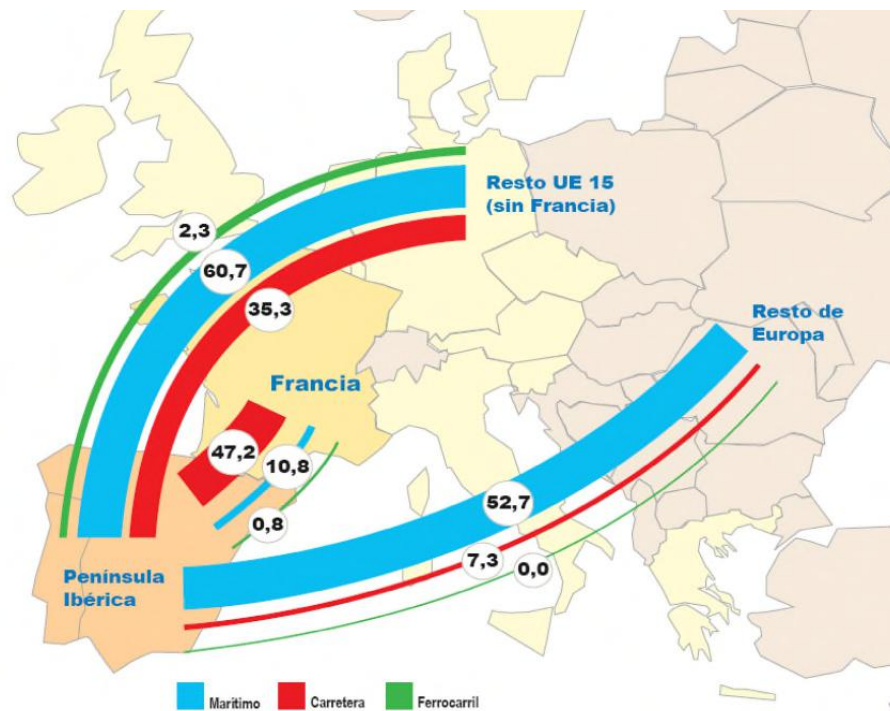 Resto UE 15
(sin Francia)
2,3
60,7
35,3
Resto de
Europa
Francia
47,2
10,8
0,8
52,7
7,3
0,0
Península
Ibérica
Marítimo
Carretera
Ferrocarril